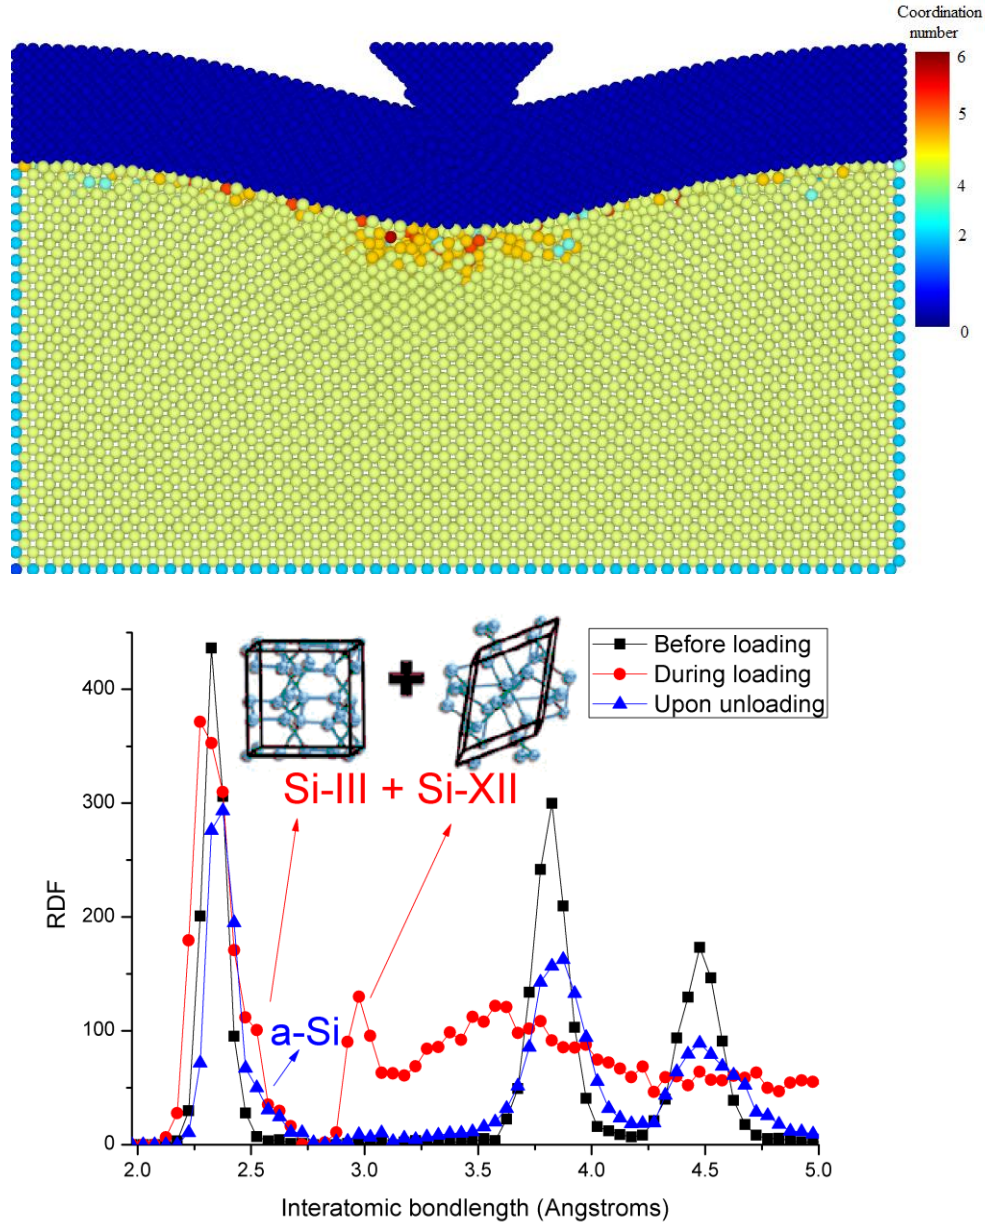 Coordination
number
6
5
4
2
0
Before loading
During loading
Upon unloading
Si-III + Si-XII
a-Si
RDF
400
300
200
100
0
2.0 2.5 3.0 3.5 4.0 4.5 5.0
Interatomic bondlength (Angstroms)